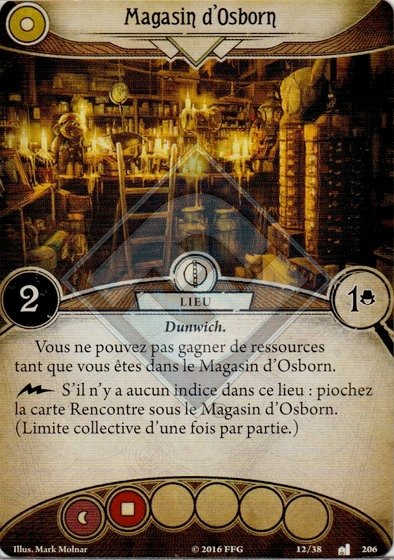 Magasin d'Osborn
2
LIEU
1
Dunwich.
Vous ne pouvez pas gagner de ressources
tant que vous êtes dans le Magasin d'Osborn.
S'il n'y a aucun indice dans ce lieu : piochez
la carte Rencontre sous le Magasin d'Osborn.
(Limite collective d'une fois par partie.)
Illus. Mark Molnar © 2016 FFG 12/38 206